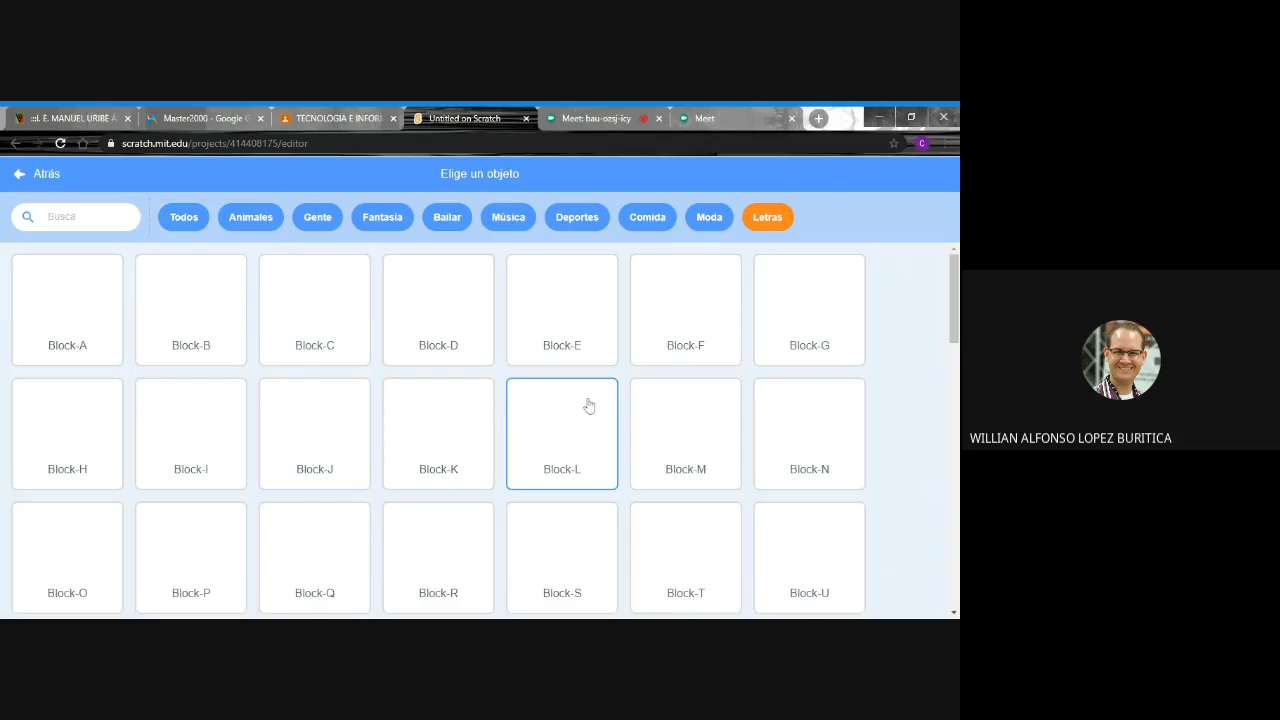 :::I. E. MANUEL URIBE Á
Master2000 - Google C
TECNOLOGIA E INFORM
Untitled on Scratch
Meet: bau-ozsj-icy
Meet
scratch.mit.edu/projects/414408175/editor
C
Atrás
Elige un objeto
Busca
Todos
Animales
Gente
Fantasía
Bailar
Música
Deportes
Comida
Moda
Letras
Block-A
Block-B
Block-C
Block-D
Block-E
Block-F
Block-G
Block-H
Block-I
Block-J
Block-K
Block-L
Block-M
Block-N
WILLIAN ALFONSO LOPEZ BURITICA
Block-O
Block-P
Block-Q
Block-R
Block-S
Block-T
Block-U